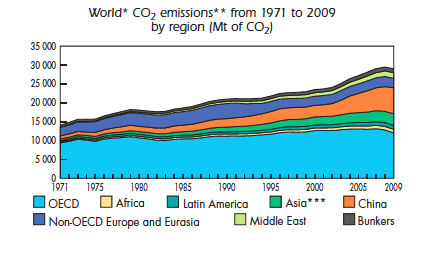 World* CO₂ emissions** from 1971 to 2009
by region (Mt of CO₂)
35 000
30 000
25 000
20 000
15 000
10 000
5 000
0
1971 1975 1980 1985 1990 1995 2000 2005 2009
OECD Africa Latin America Asia*** China
Non-OECD Europe and Eurasia Middle East Bunkers